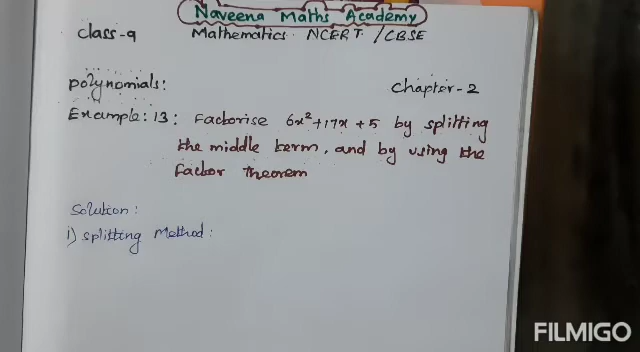 Naveena Maths Academy
Class-9 Mathematics. NCERT /CBSE
Polynomials: Chapter-2
Example:13: Factorise 6x²+17x+5 by splitting
the middle term, and by using the
Factor theorem
Solution:
i) Splitting Method:
FILMIGO